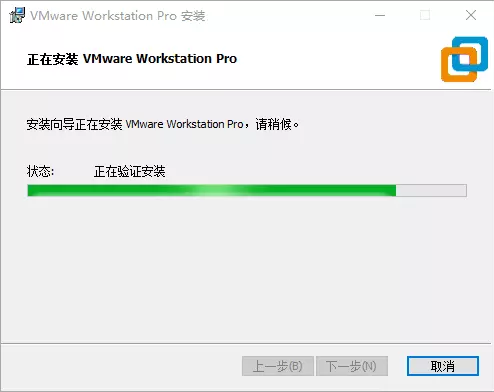 VMware Workstation Pro 安装
正在安装 VMware Workstation Pro
安装向导正在安装 VMware Workstation Pro，请稍候。
状态: 正在验证安装
上一步(B) 下一步(N) 取消